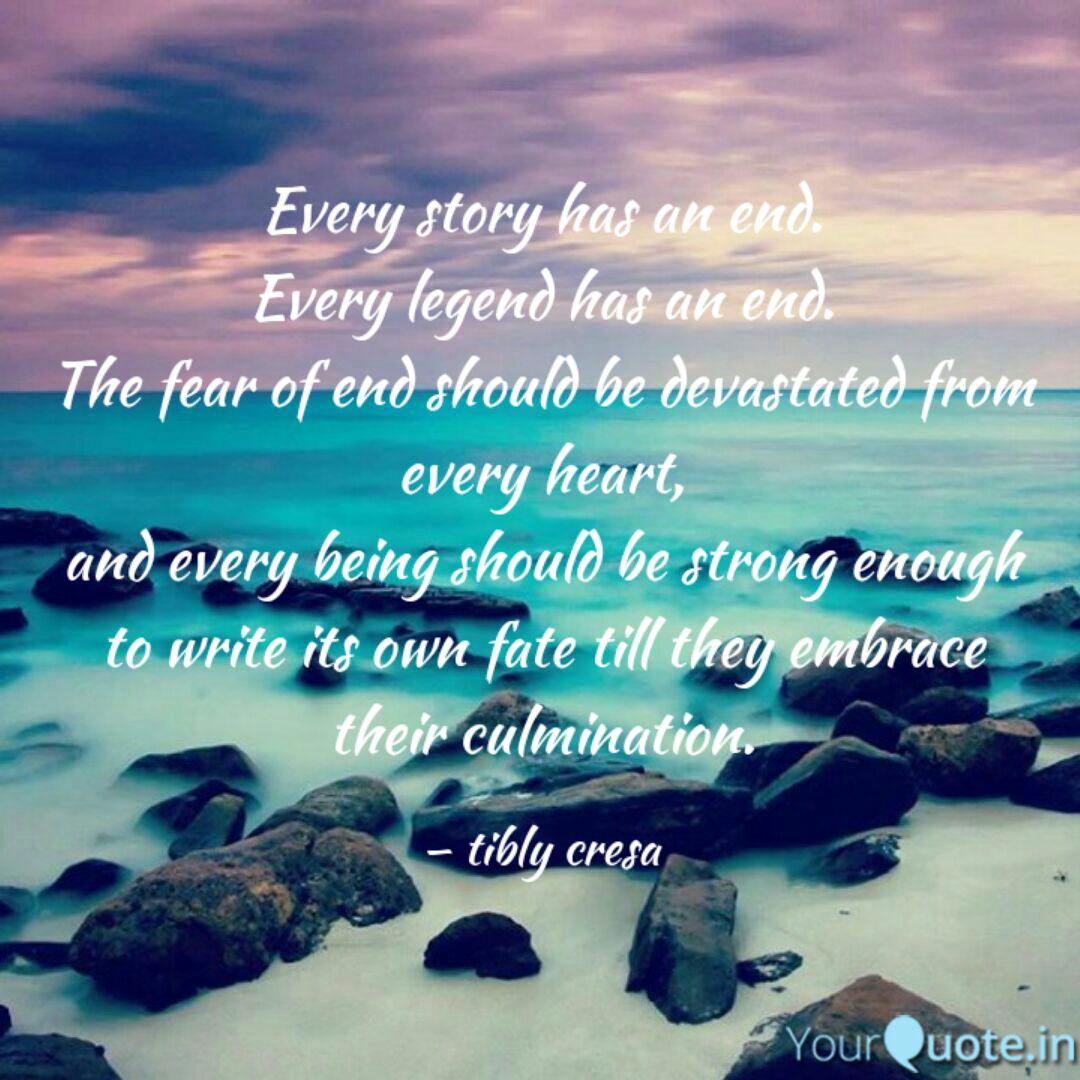 Every story has an end.
Every legend has an end.
The fear of end should be devastated from
every heart,
and every being should be strong enough
to write its own fate till they embrace
their culmination.
– tibly cresa
YourQuote.in